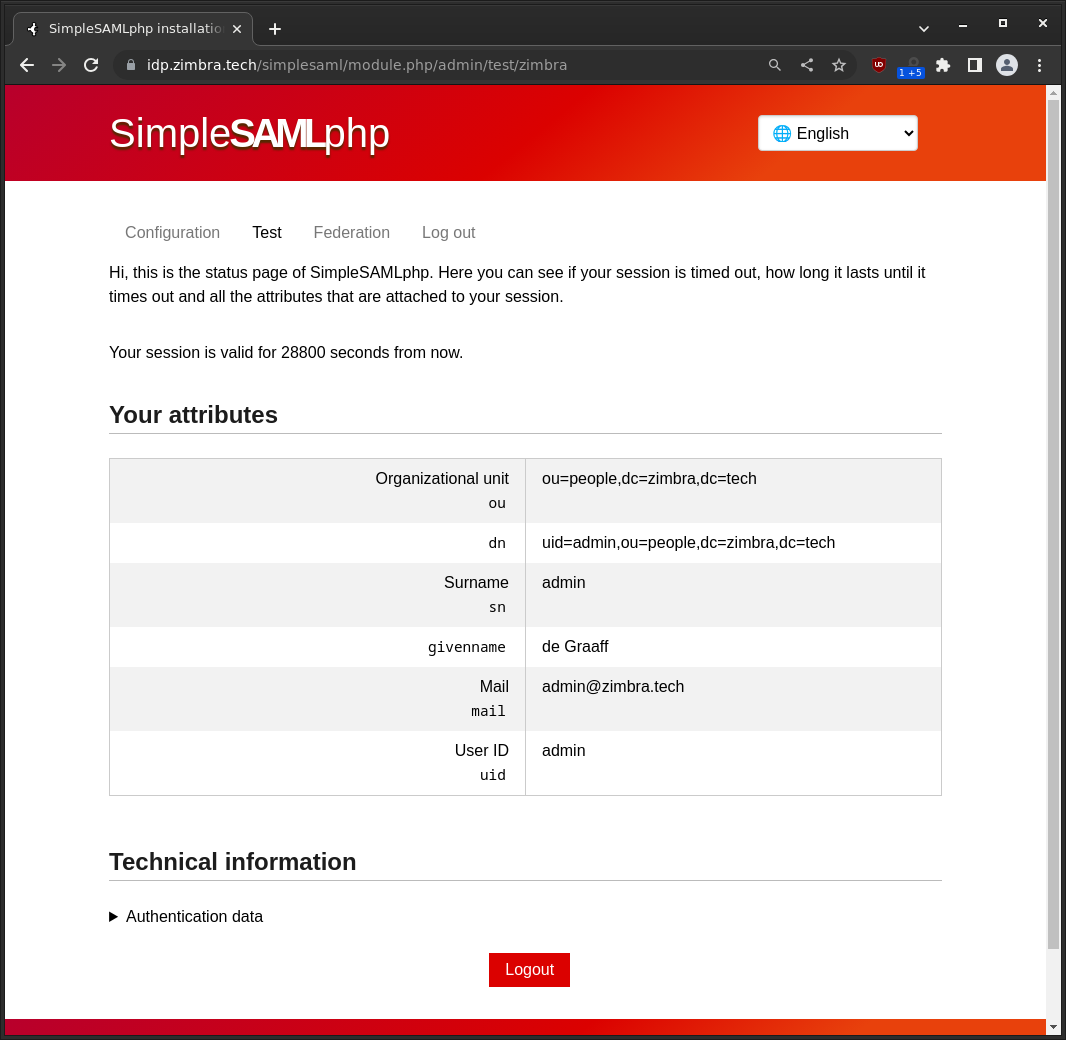 SimpleSAMLphp installatio
idp.zimbra.tech/simplesaml/module.php/admin/test/zimbra
1 +5
SimpleSAMLphp
English
Configuration Test Federation Log out
Hi, this is the status page of SimpleSAMLphp. Here you can see if your session is timed out, how long it lasts until it
times out and all the attributes that are attached to your session.
Your session is valid for 28800 seconds from now.
Your attributes
Organizational unit ou=people,dc=zimbra,dc=tech
ou
dn uid=admin,ou=people,dc=zimbra,dc=tech
Surname admin
sn
givenname de Graaff
Mail admin@zimbra.tech
mail
User ID admin
uid
Technical information
Authentication data
Logout